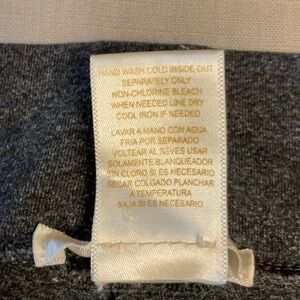 HAND WASH COLD INSIDE OUT
SEPARATELY ONLY
NON-CHLORINE BLEACH
WHEN NEEDED LINE DRY
COOL IRON IF NEEDED
LAVAR A MANO CON AGUA
FRIA POR SEPARADO
VOLTEAR AL REVES USAR
SOLAMENTE BLANQUEADOR
SIN CLORO SI ES NECESARIO
SECAR COLGADO PLANCHAR
A TEMPERATURA
BAJA SI ES NECESARIO